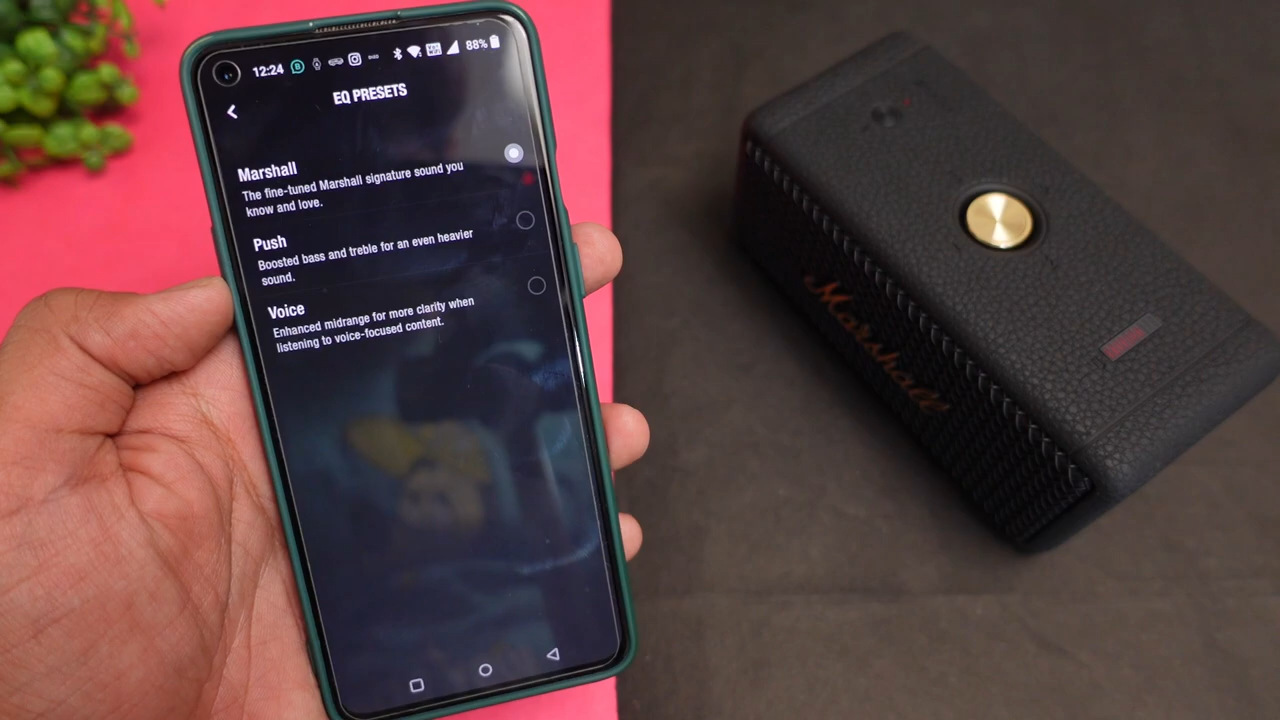 12:24
88%
EQ PRESETS
Marshall
The fine-tuned Marshall signature sound you
know and love.
Push
Boosted bass and treble for an even heavier
sound.
Voice
Enhanced midrange for more clarity when
listening to voice-focused content.
Marshall